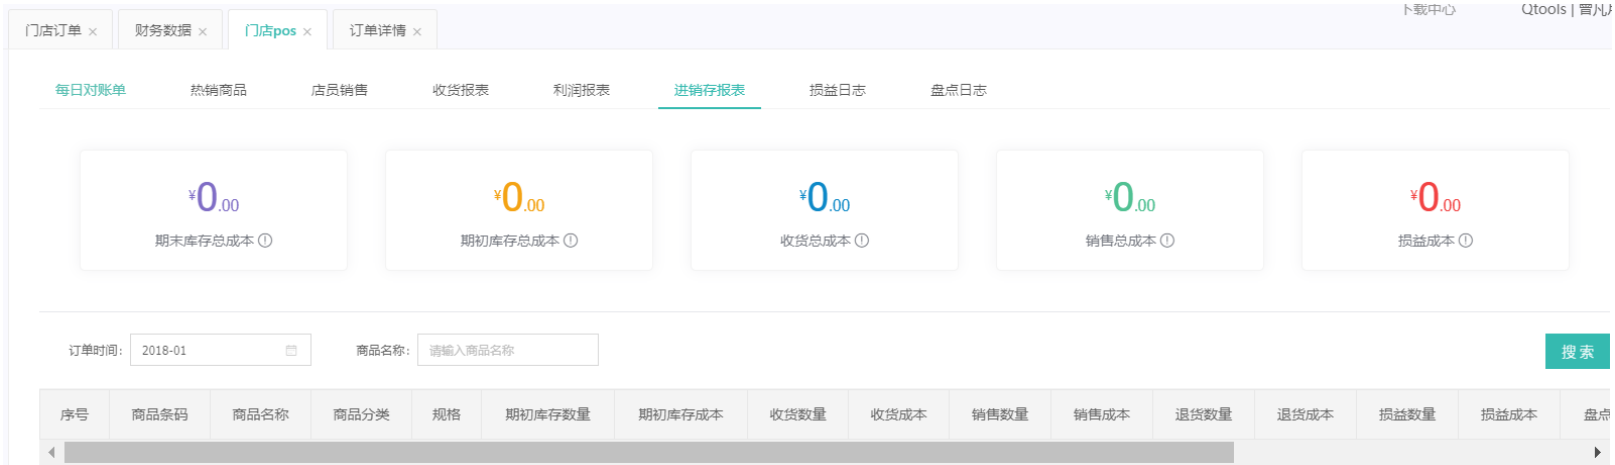 下载中心 Qtools | 曾凡
门店订单 × 财务数据 × 门店pos × 订单详情 ×
每日对账单 热销商品 店员销售 收货报表 利润报表 进销存报表 损益日志 盘点日志
¥0.00 ¥0.00 ¥0.00 ¥0.00 ¥0.00
期末库存总成本 期初库存总成本 收货总成本 销售总成本 损益成本
订单时间: 2018-01 商品名称: 请输入商品名称 搜索
序号 商品条码 商品名称 商品分类 规格 期初库存数量 期初库存成本 收货数量 收货成本 销售数量 销售成本 退货数量 退货成本 损益数量 损益成本 盘点